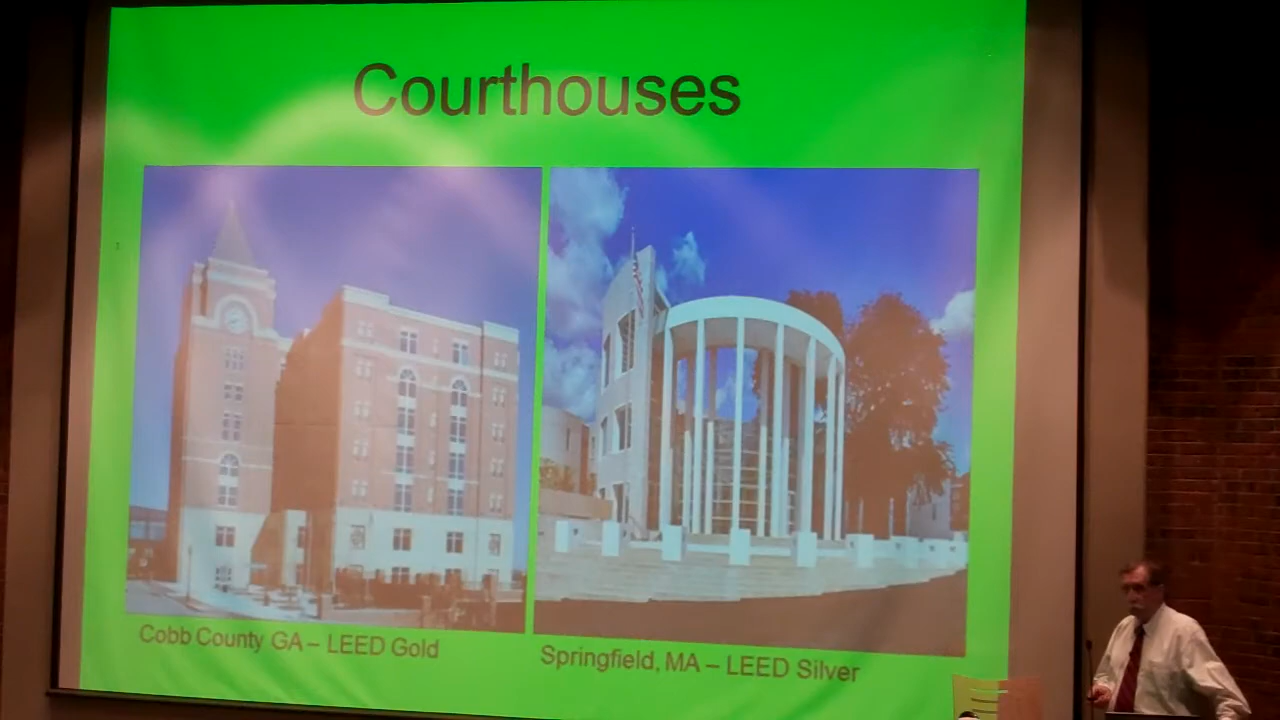 Courthouses
Cobb County GA – LEED Gold
Springfield, MA – LEED Silver